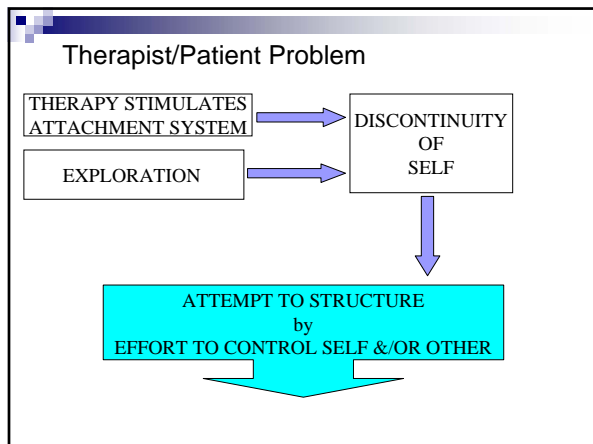 Therapist/Patient Problem
THERAPY STIMULATES
ATTACHMENT SYSTEM
EXPLORATION
DISCONTINUITY
OF
SELF
ATTEMPT TO STRUCTURE
by
EFFORT TO CONTROL SELF &/OR OTHER